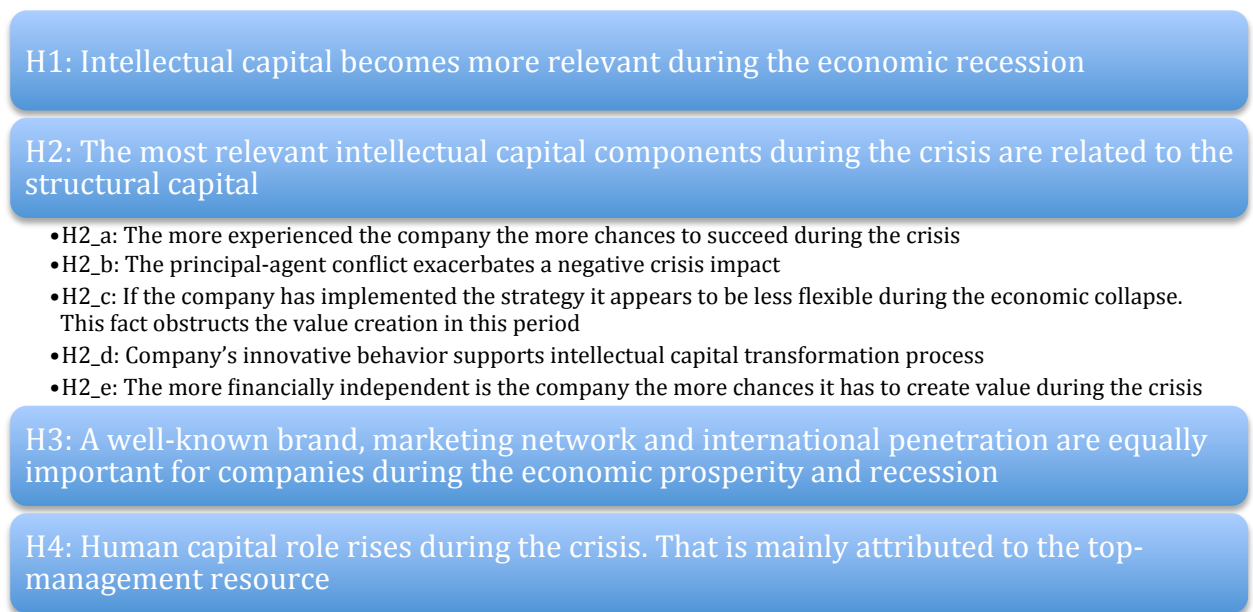 H1: Intellectual capital becomes more relevant during the economic recession
H2: The most relevant intellectual capital components during the crisis are related to the
structural capital
•H2_a: The more experienced the company the more chances to succeed during the crisis
•H2_b: The principal-agent conflict exacerbates a negative crisis impact
•H2_c: If the company has implemented the strategy it appears to be less flexible during the economic collapse.
This fact obstructs the value creation in this period
•H2_d: Company's innovative behavior supports intellectual capital transformation process
•H2_e: The more financially independent is the company the more chances it has to create value during the crisis
H3: A well-known brand, marketing network and international penetration are equally
important for companies during the economic prosperity and recession
H4: Human capital role rises during the crisis. That is mainly attributed to the top-
management resource